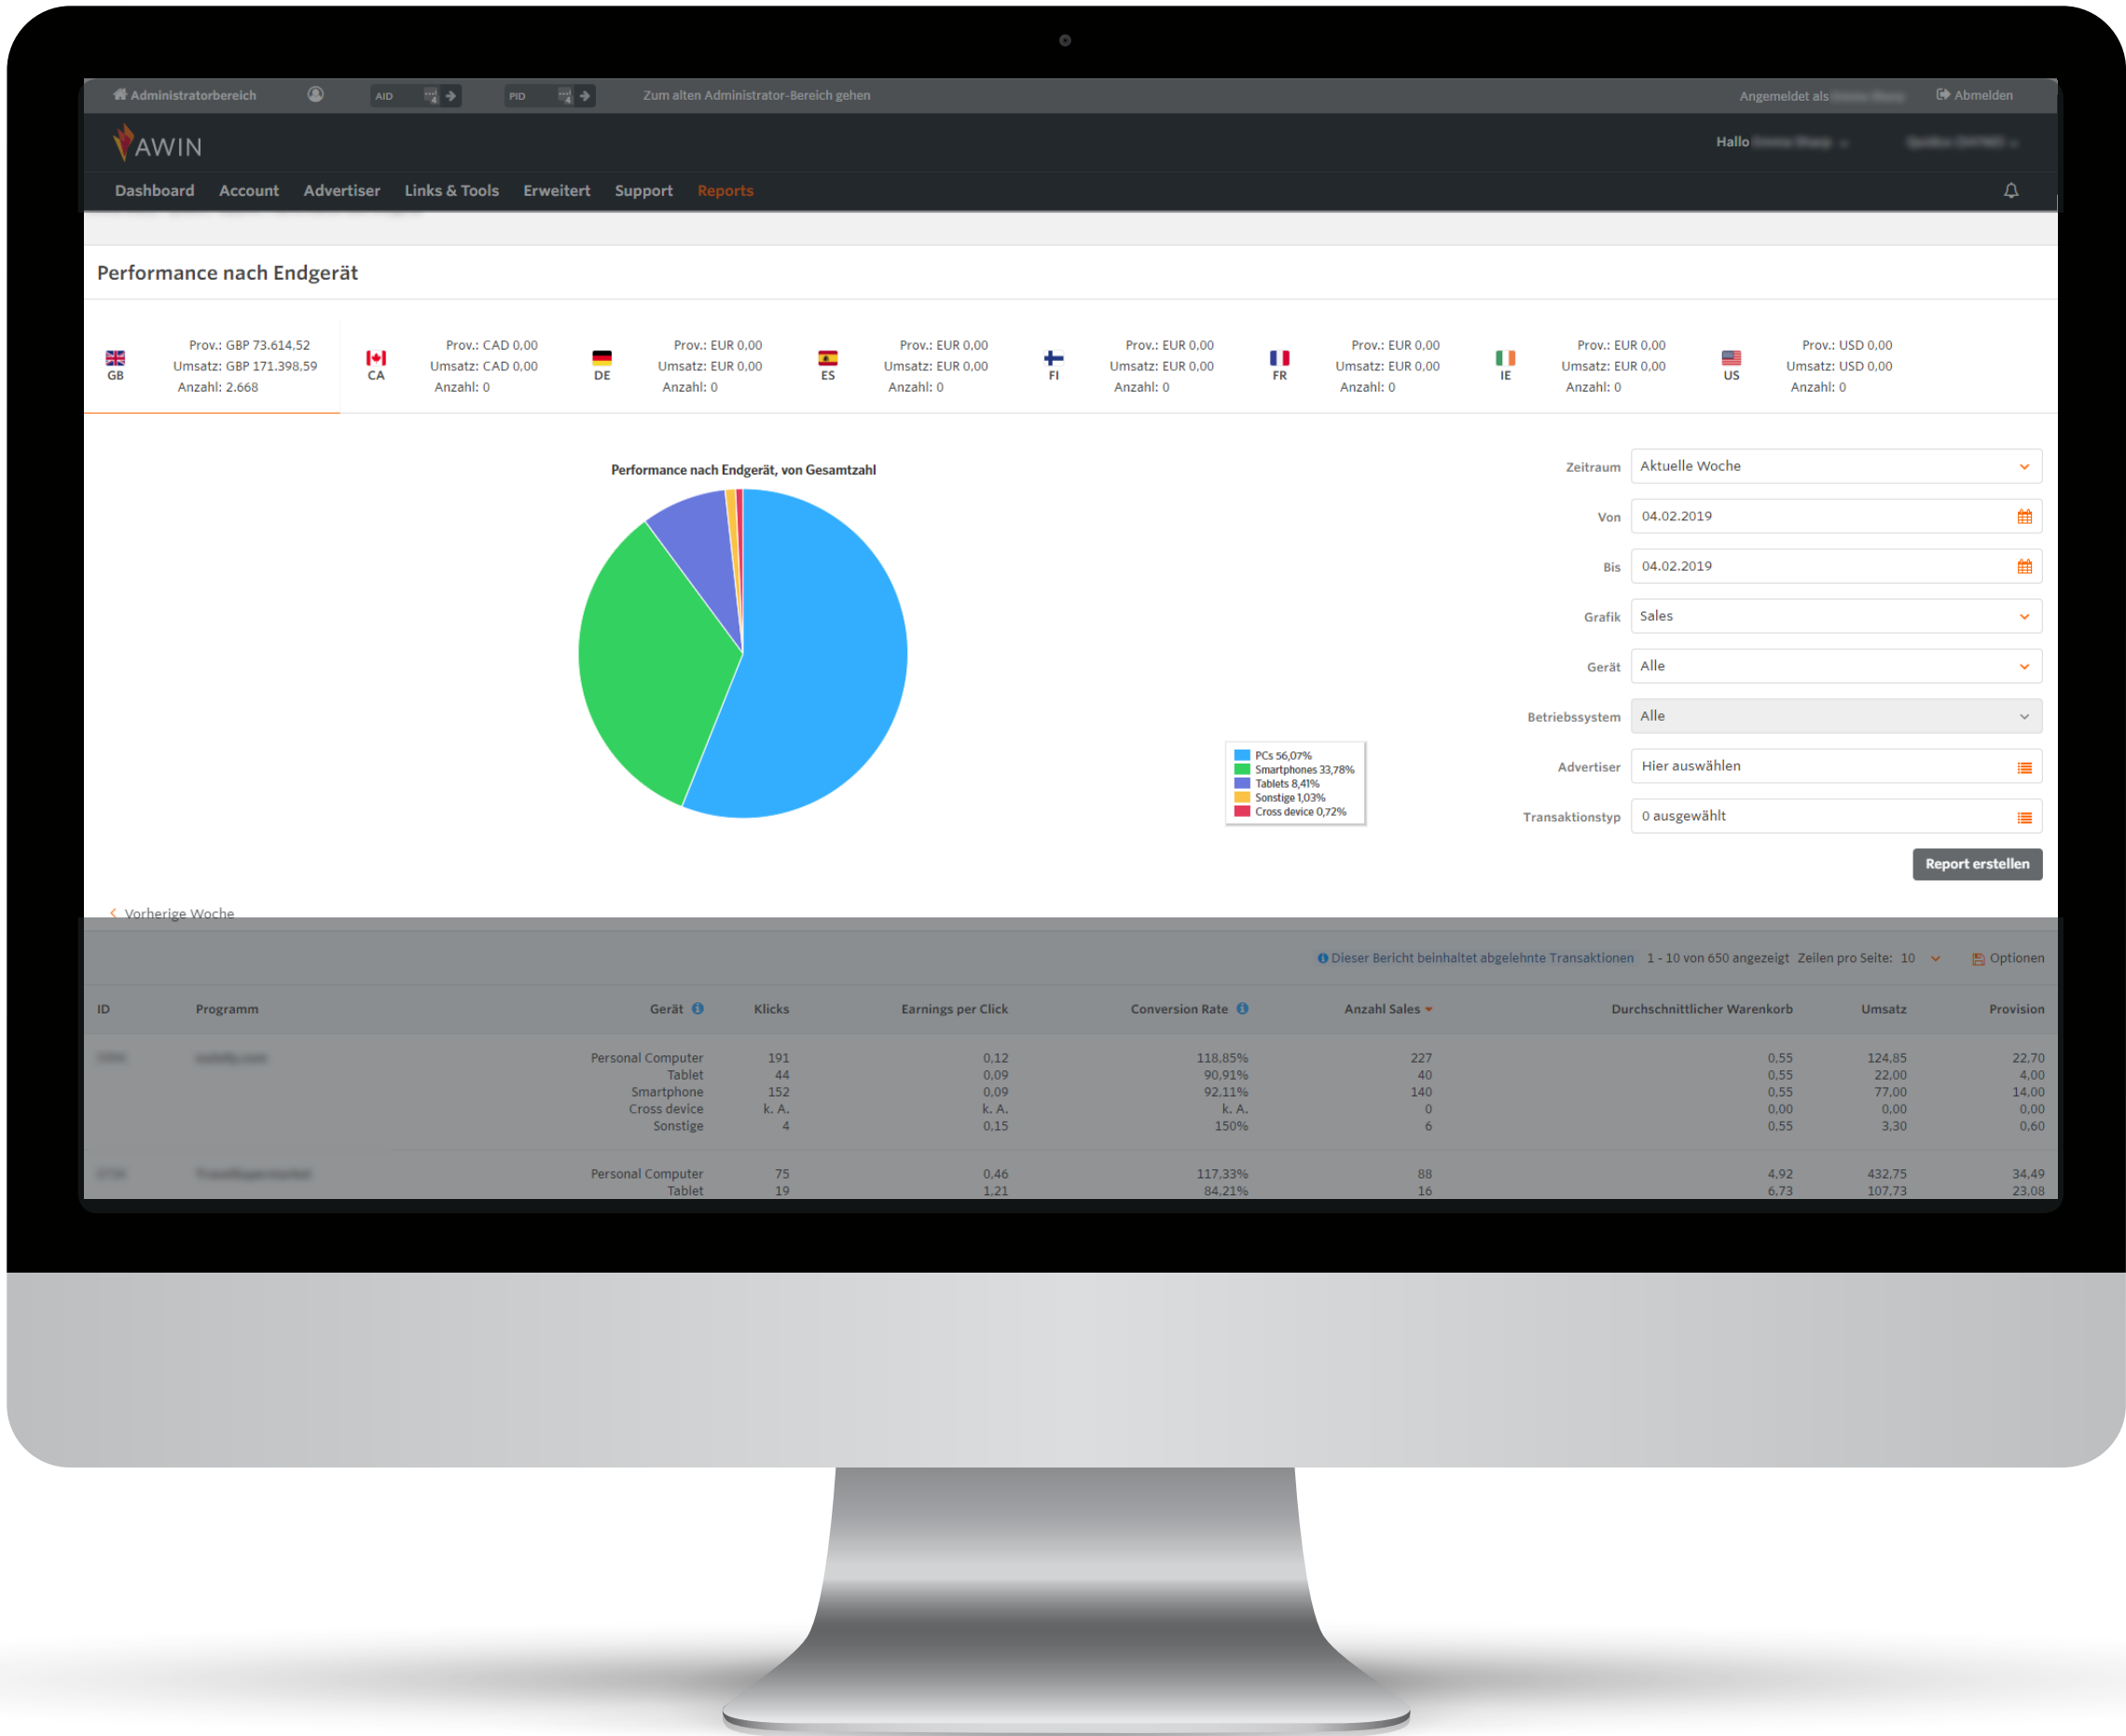 Administratorbereich AID PID Zum alten Administrator-Bereich gehen Angemeldet als Abmelden
AWIN Hallo
Dashboard Account Advertiser Links & Tools Erweitert Support Reports
Performance nach Endgerät
Prov.: GBP 73.614,52 Prov.: CAD 0,00 Prov.: EUR 0,00 Prov.: EUR 0,00 Prov.: EUR 0,00 Prov.: EUR 0,00 Prov.: EUR 0,00 Prov.: USD 0,00
Umsatz: GBP 171.398,59 Umsatz: CAD 0,00 Umsatz: EUR 0,00 Umsatz: EUR 0,00 Umsatz: EUR 0,00 Umsatz: EUR 0,00 Umsatz: EUR 0,00 Umsatz: USD 0,00
GB CA DE ES FI FR IE US
Anzahl: 2.668 Anzahl: 0 Anzahl: 0 Anzahl: 0 Anzahl: 0 Anzahl: 0 Anzahl: 0 Anzahl: 0
Performance nach Endgerät, von Gesamtzahl
PCs 56,07%
Smartphones 33,78%
Tablets 8,41%
Sonstige 1,03%
Cross device 0,72%
Zeitraum Aktuelle Woche
Von 04.02.2019
Bis 04.02.2019
Grafik Sales
Gerät Alle
Betriebssystem Alle
Advertiser Hier auswählen
Transaktionstyp 0 ausgewählt
Report erstellen
Vorherige Woche
Dieser Bericht beinhaltet abgelehnte Transaktionen 1 - 10 von 650 angezeigt Zeilen pro Seite: 10 Optionen
ID Programm Gerät Klicks Earnings per Click Conversion Rate Anzahl Sales Durchschnittlicher Warenkorb Umsatz Provision
Personal Computer 191 0,12 118,85% 227 0,55 124,85 22,70
Tablet 44 0,09 90,91% 40 0,55 22,00 4,00
Smartphone 152 0,09 92,11% 140 0,55 77,00 14,00
Cross device k. A. k. A. k. A. 0 0,00 0,00 0,00
Sonstige 4 0,15 150% 6 0,55 3,30 0,60
Personal Computer 75 0,46 117,33% 88 4,92 432,75 34,49
Tablet 19 1,21 84,21% 16 6,73 107,73 23,08